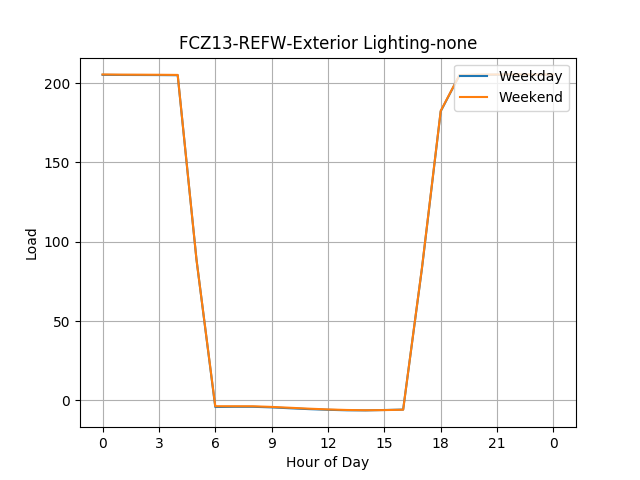 FCZ13-REFW-Exterior Lighting-none
Weekday
Weekend
200
150
100
50
0
Load
0 3 6 9 12 15 18 21 0
Hour of Day